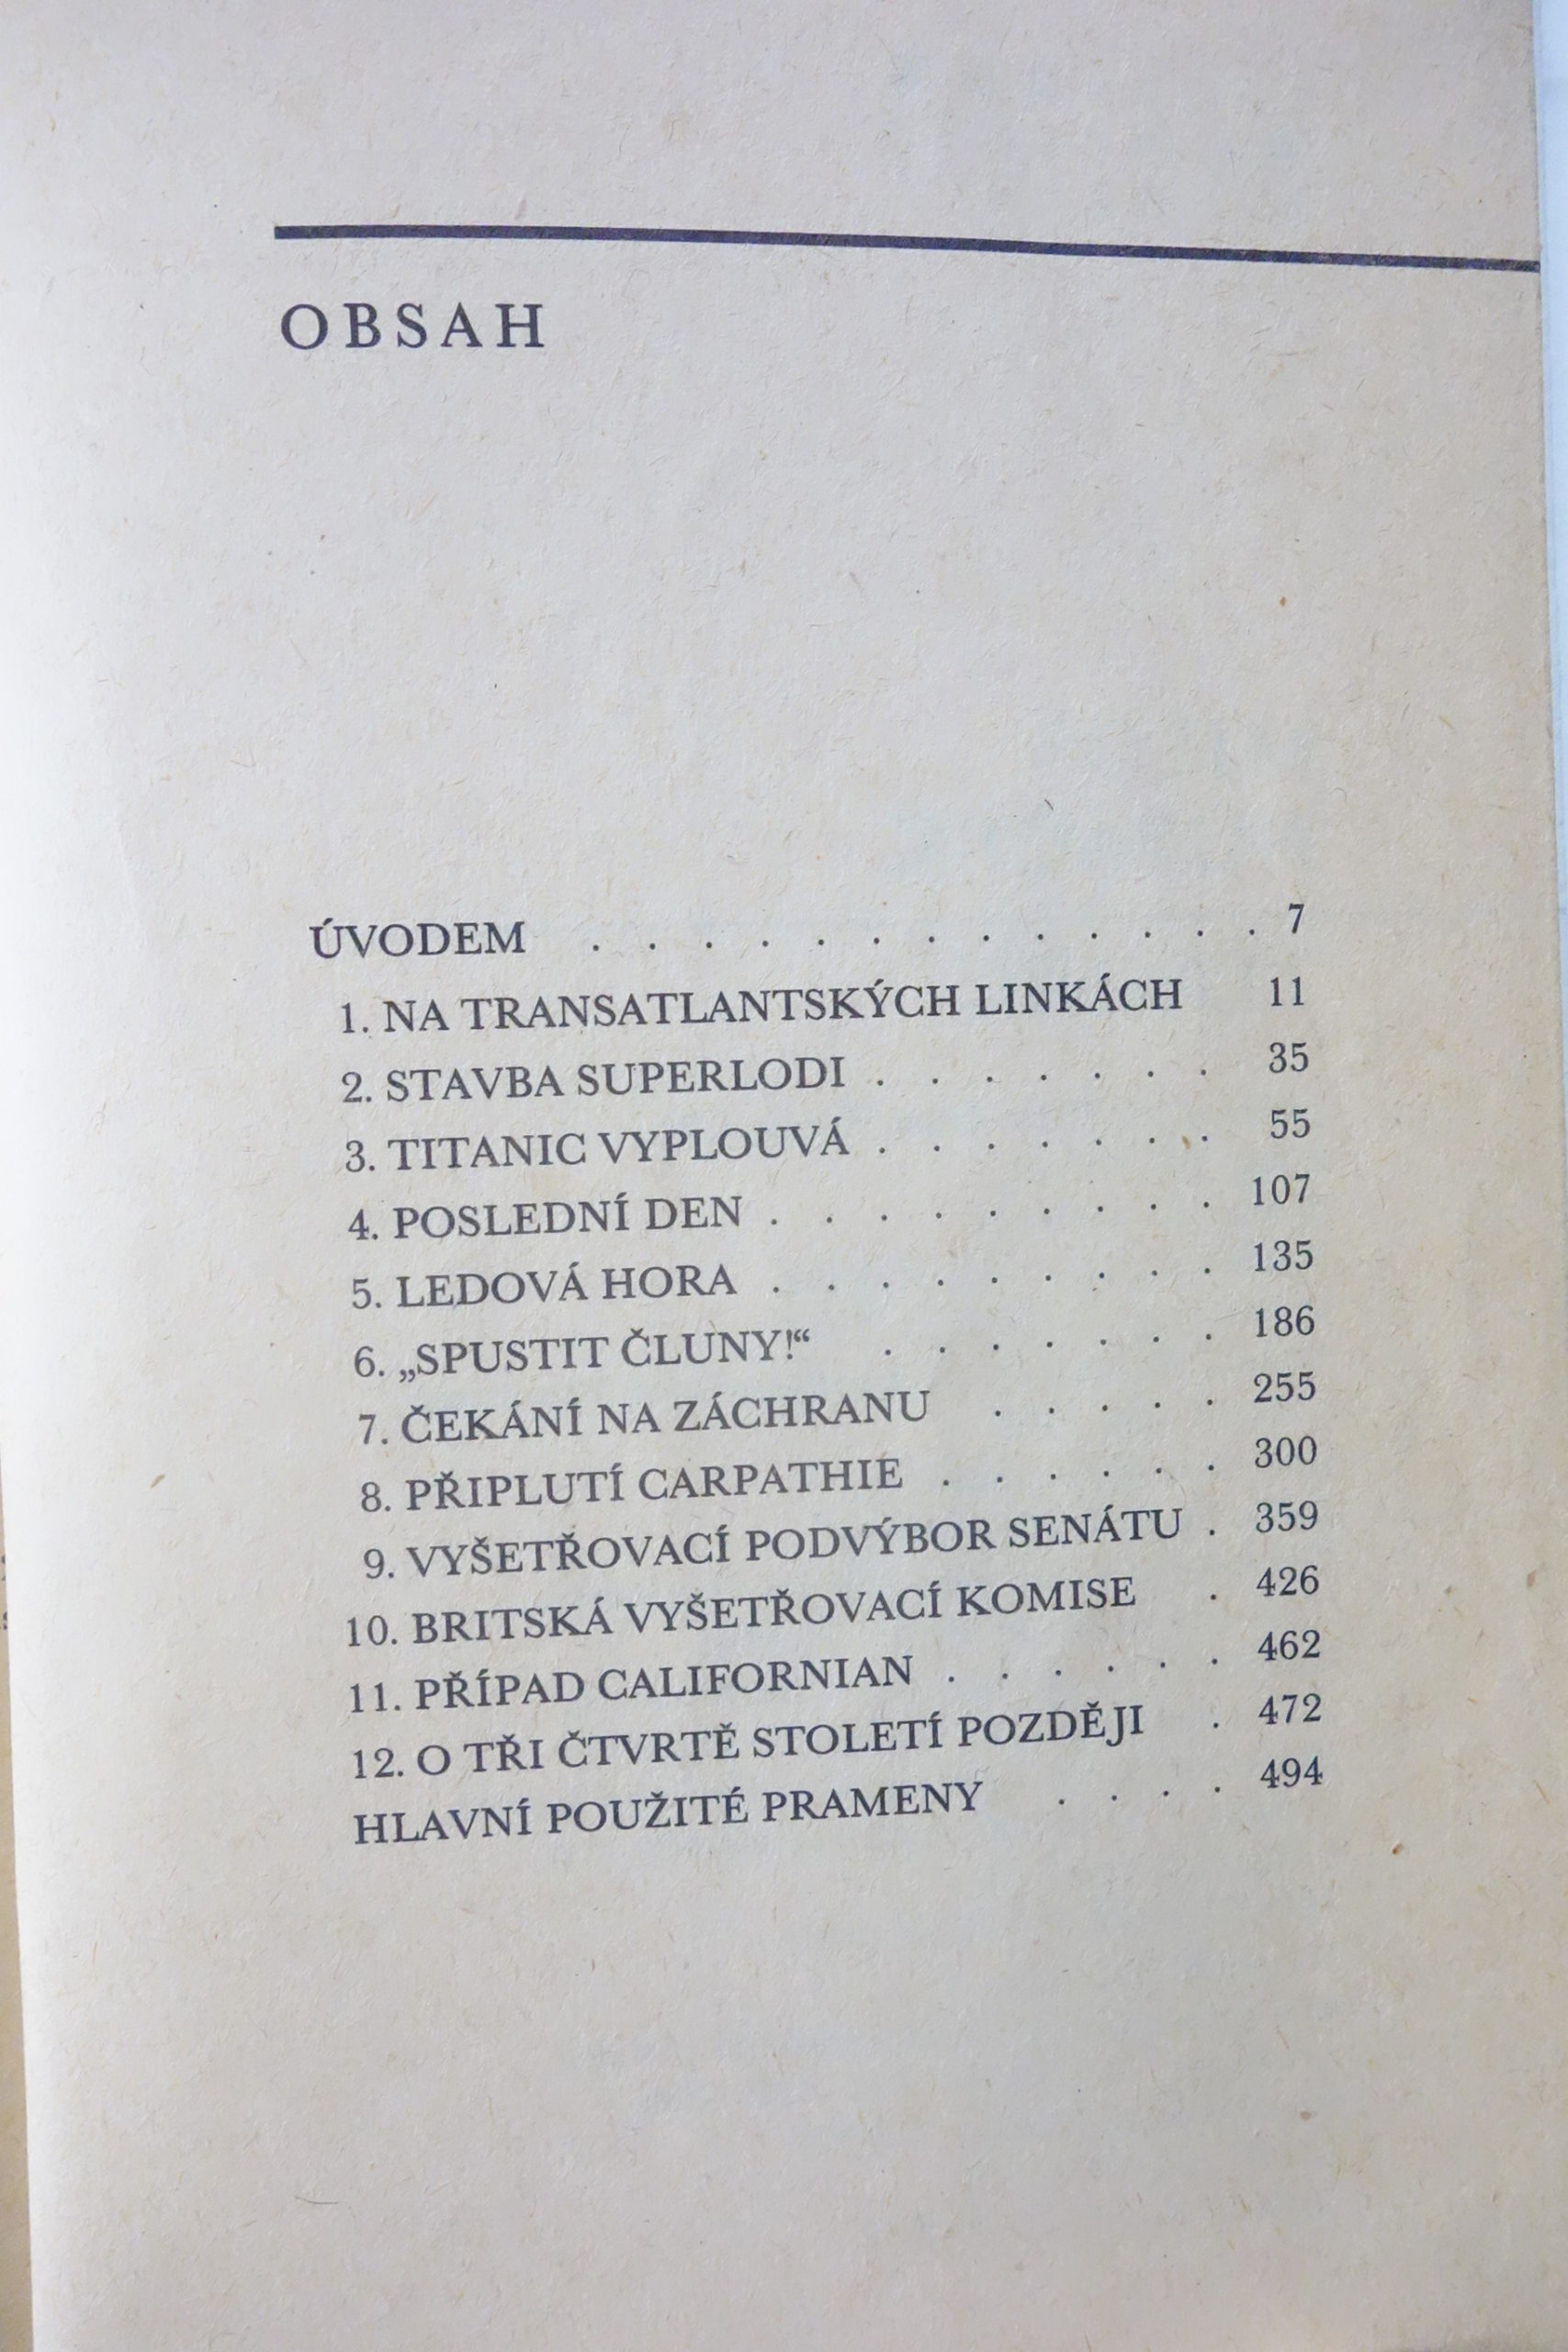 OBSAH
ÚVODEM . . . . . . . . . . . . . 7
1. NA TRANSATLANTSKÝCH LINKÁCH 11
2. STAVBA SUPERLODI . . . . . . . 35
3. TITANIC VYPLOUVÁ . . . . . . . 55
4. POSLEDNÍ DEN . . . . . . . . . 107
5. LEDOVÁ HORA . . . . . . . . . 135
6. „SPUSTIT ČLUNY!“ . . . . . . . 186
7. ČEKÁNÍ NA ZÁCHRANU . . . . . 255
8. PŘIPLUTÍ CARPATHIE . . . . . . 300
9. VYŠETŘOVACÍ PODVÝBOR SENÁTU . 359
10. BRITSKÁ VYŠETŘOVACÍ KOMISE . 426
11. PŘÍPAD CALIFORNIAN . . . . . . 462
12. O TŘI ČTVRTĚ STOLETÍ POZDĚJI . 472
HLAVNÍ POUŽITÉ PRAMENY . . . . 494